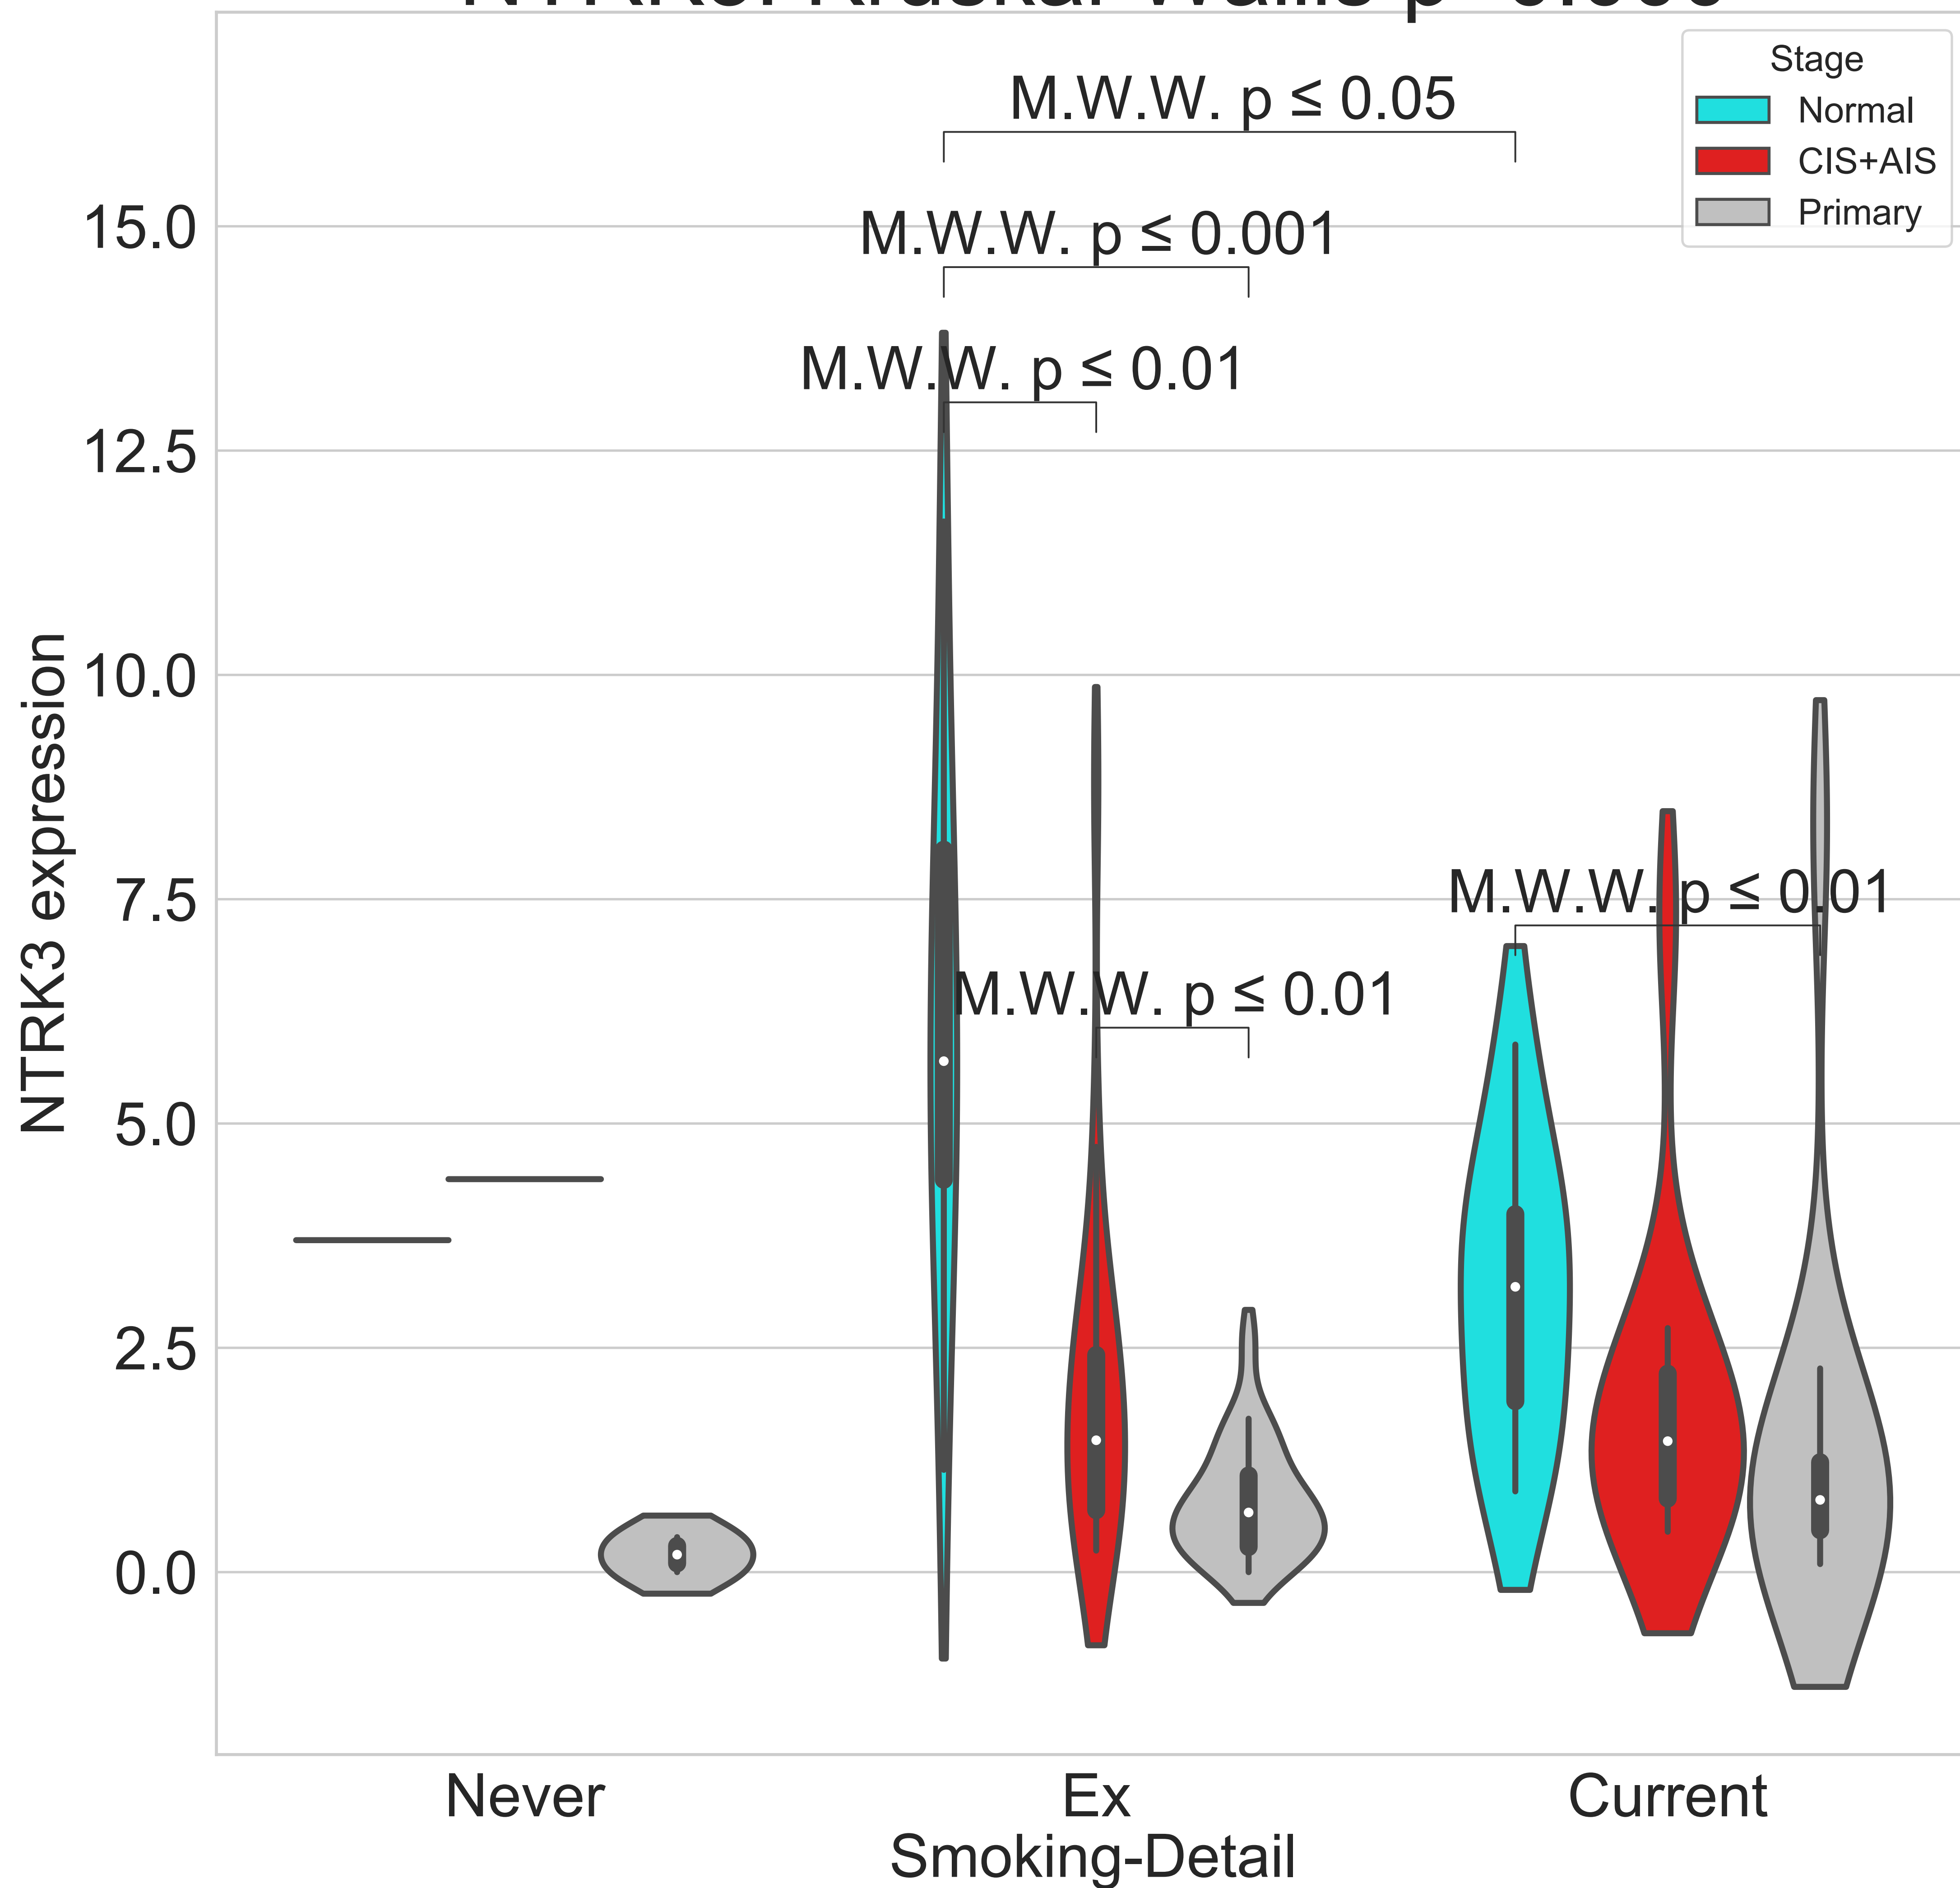 Stage
Normal
CIS+AIS
Primary
M.W.W. p ≤ 0.05
M.W.W. p ≤ 0.001
M.W.W. p ≤ 0.01
M.W.W. p ≤ 0.01
M.W.W. p ≤ 0.01
NTRK3 expression
15.0
12.5
10.0
7.5
5.0
2.5
0.0
Never
Ex
Current
Smoking-Detail